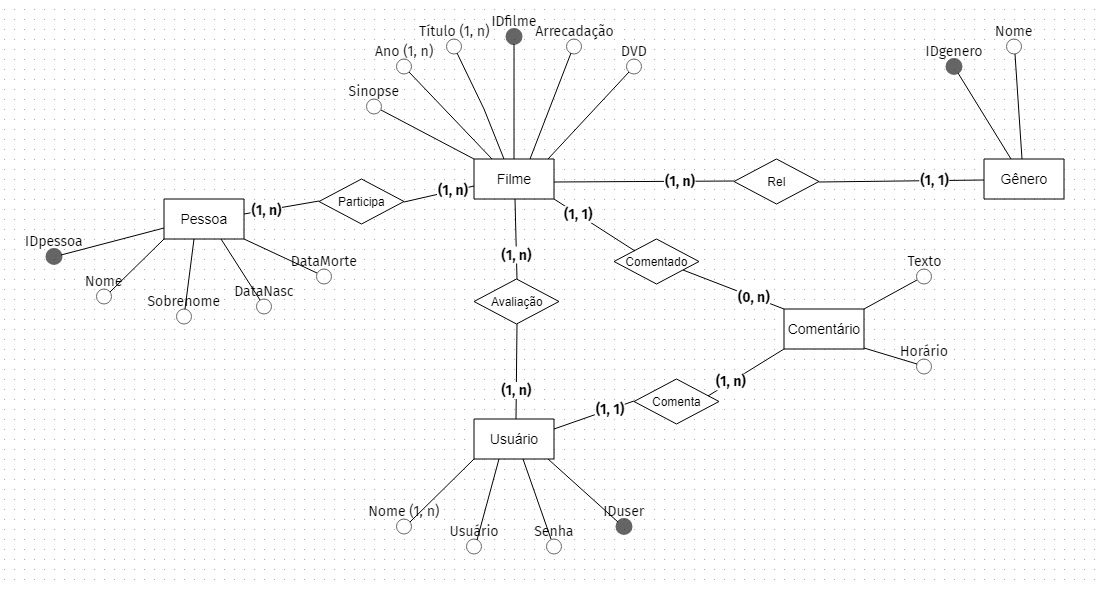 IDfilme
Título (1, n)
Arrecadação
Ano (1, n)
DVD
Sinopse
Nome
IDgenero
Filme
(1, n)
Rel
(1, 1)
Gênero
(1, n)
Participa
(1, n)
Pessoa
(1, 1)
IDpessoa
Nome
Sobrenome
DataNasc
DataMorte
(1, n)
Comentado
Texto
(0, n)
Avaliação
Comentário
Horário
(1, n)
(1, n)
Comenta
(1, 1)
Usuário
Nome (1, n)
Usuário
Senha
IDuser